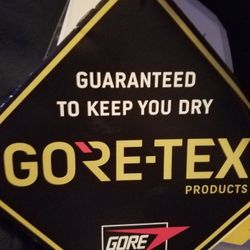 GUARANTEED
TO KEEP YOU DRY
GORE-TEX
PRODUCTS
GORE